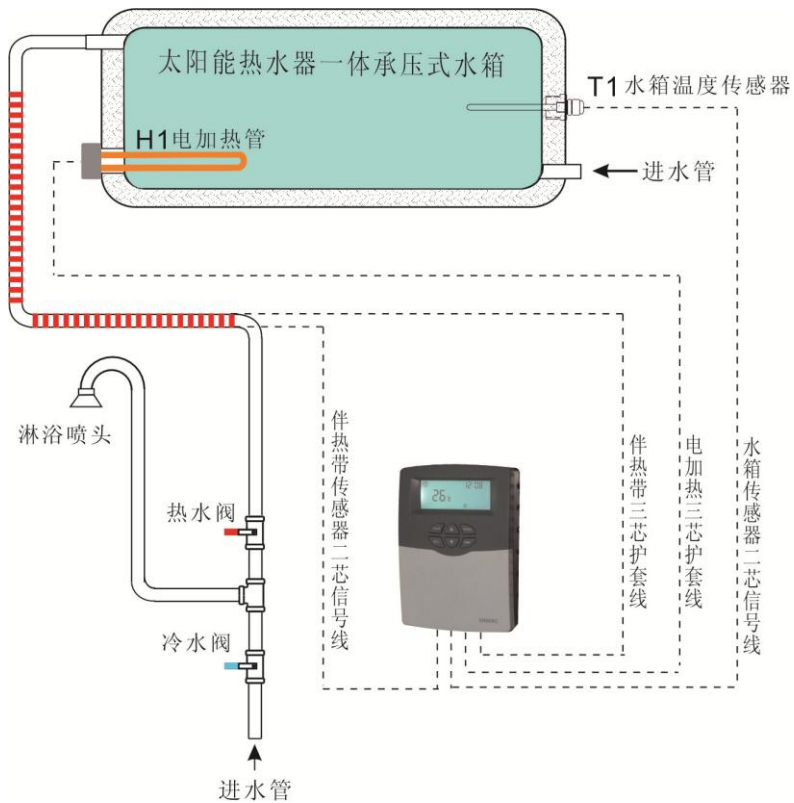 太阳能热水器一体承压式水箱
T1水箱温度传感器
H1电加热管
进水管
淋浴喷头
热水阀
冷水阀
进水管
伴热带传感器二芯信号线
26
伴热带三芯护套线
电加热三芯护套线
水箱传感器二芯信号线